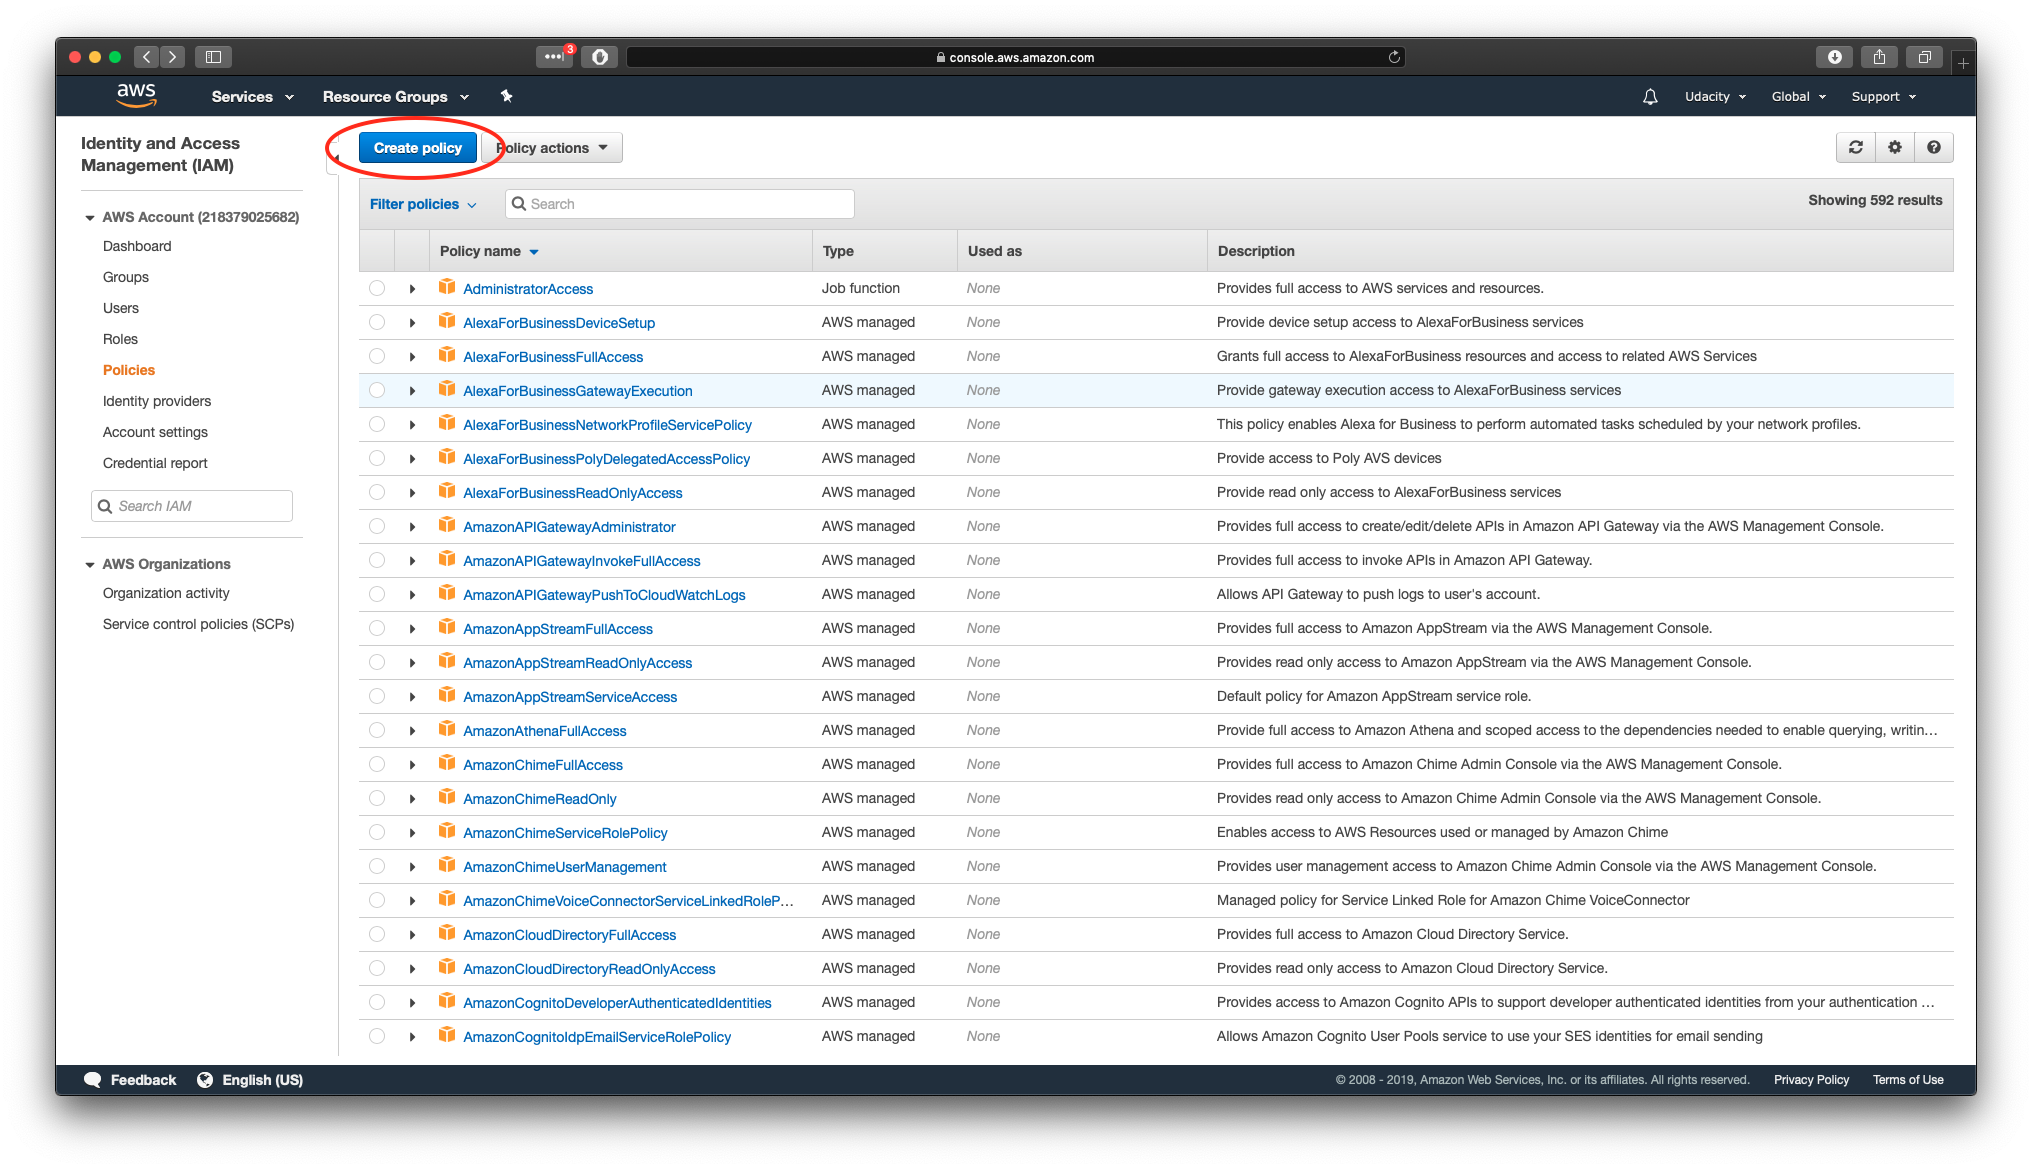 3
console.aws.amazon.com
aws Services Resource Groups Udacity Global Support
Identity and Access
Management (IAM)
AWS Account (218379025682)
Dashboard
Groups
Users
Roles
Policies
Identity providers
Account settings
Credential report
Search IAM
AWS Organizations
Organization activity
Service control policies (SCPs)
Create policy Policy actions
Filter policies Search Showing 592 results
Policy name Type Used as Description
AdministratorAccess Job function None Provides full access to AWS services and resources.
AlexaForBusinessDeviceSetup AWS managed None Provide device setup access to AlexaForBusiness services
AlexaForBusinessFullAccess AWS managed None Grants full access to AlexaForBusiness resources and access to related AWS Services
AlexaForBusinessGatewayExecution AWS managed None Provide gateway execution access to AlexaForBusiness services
AlexaForBusinessNetworkProfileServicePolicy AWS managed None This policy enables Alexa for Business to perform automated tasks scheduled by your network profiles.
AlexaForBusinessPolyDelegatedAccessPolicy AWS managed None Provide access to Poly AVS devices
AlexaForBusinessReadOnlyAccess AWS managed None Provide read only access to AlexaForBusiness services
AmazonAPIGatewayAdministrator AWS managed None Provides full access to create/edit/delete APIs in Amazon API Gateway via the AWS Management Console.
AmazonAPIGatewayInvokeFullAccess AWS managed None Provides full access to invoke APIs in Amazon API Gateway.
AmazonAPIGatewayPushToCloudWatchLogs AWS managed None Allows API Gateway to push logs to user's account.
AmazonAppStreamFullAccess AWS managed None Provides full access to Amazon AppStream via the AWS Management Console.
AmazonAppStreamReadOnlyAccess AWS managed None Provides read only access to Amazon AppStream via the AWS Management Console.
AmazonAppStreamServiceAccess AWS managed None Default policy for Amazon AppStream service role.
AmazonAthenaFullAccess AWS managed None Provide full access to Amazon Athena and scoped access to the dependencies needed to enable querying, writin…
AmazonChimeFullAccess AWS managed None Provides full access to Amazon Chime Admin Console via the AWS Management Console.
AmazonChimeReadOnly AWS managed None Provides read only access to Amazon Chime Admin Console via the AWS Management Console.
AmazonChimeServiceRolePolicy AWS managed None Enables access to AWS Resources used or managed by Amazon Chime
AmazonChimeUserManagement AWS managed None Provides user management access to Amazon Chime Admin Console via the AWS Management Console.
AmazonChimeVoiceConnectorServiceLinkedRoleP… AWS managed None Managed policy for Service Linked Role for Amazon Chime VoiceConnector
AmazonCloudDirectoryFullAccess AWS managed None Provides full access to Amazon Cloud Directory Service.
AmazonCloudDirectoryReadOnlyAccess AWS managed None Provides read only access to Amazon Cloud Directory Service.
AmazonCognitoDeveloperAuthenticatedIdentities AWS managed None Provides access to Amazon Cognito APIs to support developer authenticated identities from your authentication …
AmazonCognitoIdpEmailServiceRolePolicy AWS managed None Allows Amazon Cognito User Pools service to use your SES identities for email sending
Feedback English (US) © 2008 - 2019, Amazon Web Services, Inc. or its affiliates. All rights reserved. Privacy Policy Terms of Use